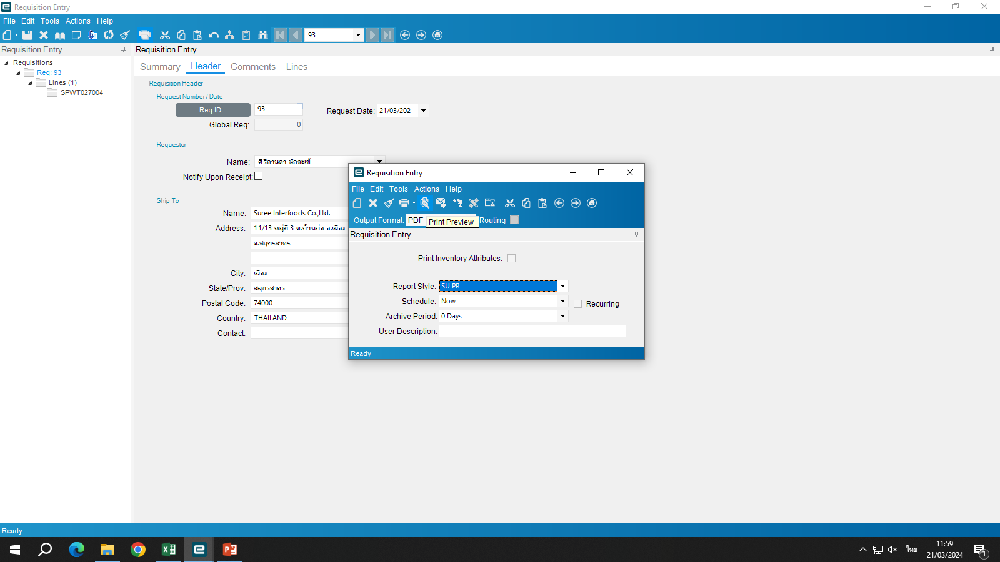 Requisition Entry
File Edit Tools Actions Help
93
Requisition Entry
Requisitions
Req: 93
Lines (1)
SPWT027004
Requisition Entry
Summary Header Comments Lines
Requisition Header
Request Number / Date
Req ID... 93 Request Date: 21/03/202
Global Req: 0
Requestor
Name: ศิริกานดา นักจะเข้
Notify Upon Receipt:
Ship To
Name: Suree Interfoods Co.,Ltd.
Address: 11/13 หมู่ที่ 3 ต.บ้านบ่อ อ.เมือง
จ.สมุทรสาคร
City: เมือง
State/Prov: สมุทรสาคร
Postal Code: 74000
Country: THAILAND
Contact:
Requisition Entry
File Edit Tools Actions Help
Output Format: PDF Print Preview Routing
Requisition Entry
Print Inventory Attributes:
Report Style: SU PR
Schedule: Now Recurring
Archive Period: 0 Days
User Description:
Ready
Ready
ไทย 11:59
21/03/2024 1